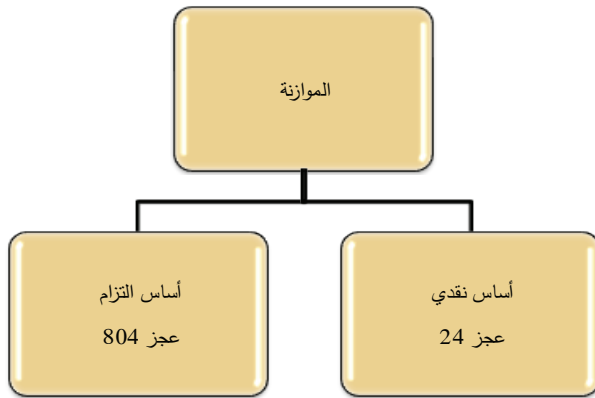 الموازنة
أساس نقدي
عجز 24
أساس التزام
عجز 804